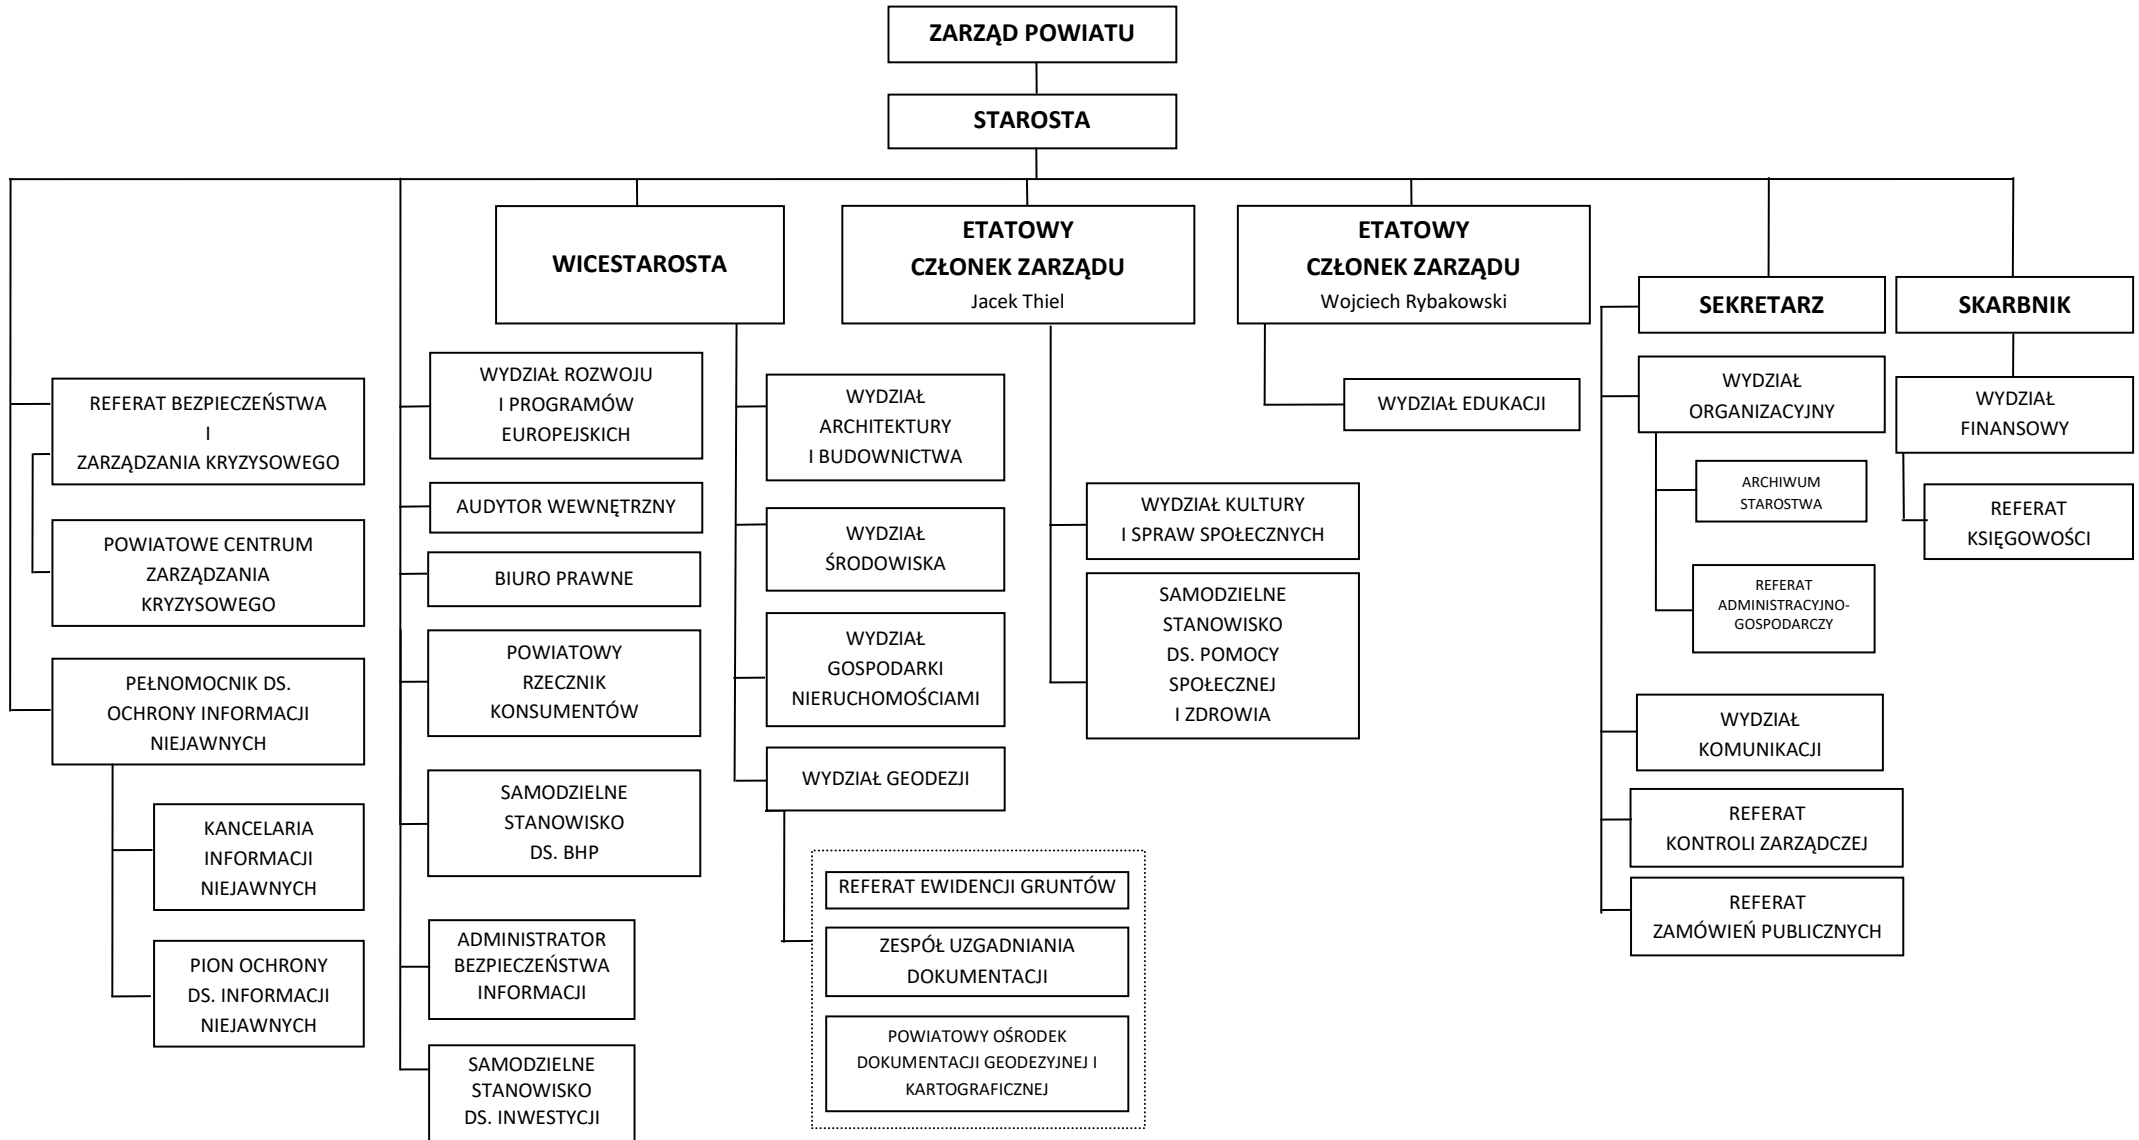 ZARZĄD POWIATU
STAROSTA
WICESTAROSTA
ETATOWY
CZŁONEK ZARZĄDU
Jacek Thiel
ETATOWY
CZŁONEK ZARZĄDU
Wojciech Rybakowski
SEKRETARZ
SKARBNIK
REFERAT BEZPIECZEŃSTWA
I
ZARZĄDZANIA KRYZYSOWEGO
POWIATOWE CENTRUM
ZARZĄDZANIA
KRYZYSOWEGO
PEŁNOMOCNIK DS.
OCHRONY INFORMACJI
NIEJAWNYCH
KANCELARIA
INFORMACJI
NIEJAWNYCH
PION OCHRONY
DS. INFORMACJI
NIEJAWNYCH
WYDZIAŁ ROZWOJU
I PROGRAMÓW
EUROPEJSKICH
AUDYTOR WEWNĘTRZNY
BIURO PRAWNE
POWIATOWY
RZECZNIK
KONSUMENTÓW
SAMODZIELNE
STANOWISKO
DS. BHP
ADMINISTRATOR
BEZPIECZEŃSTWA
INFORMACJI
SAMODZIELNE
STANOWISKO
DS. INWESTYCJI
WYDZIAŁ
ARCHITEKTURY
I BUDOWNICTWA
WYDZIAŁ
ŚRODOWISKA
WYDZIAŁ
GOSPODARKI
NIERUCHOMOŚCIAMI
WYDZIAŁ GEODEZJI
REFERAT EWIDENCJI GRUNTÓW
ZESPÓŁ UZGADNIANIA
DOKUMENTACJI
POWIATOWY OŚRODEK
DOKUMENTACJI GEODEZYJNEJ I
KARTOGRAFICZNEJ
WYDZIAŁ KULTURY
I SPRAW SPOŁECZNYCH
SAMODZIELNE
STANOWISKO
DS. POMOCY
SPOŁECZNEJ
I ZDROWIA
WYDZIAŁ EDUKACJI
WYDZIAŁ
ORGANIZACYJNY
ARCHIWUM
STAROSTWA
REFERAT
ADMINISTRACYJNO-
GOSPODARCZY
WYDZIAŁ
KOMUNIKACJI
REFERAT
KONTROLI ZARZĄDCZEJ
REFERAT
ZAMÓWIEŃ PUBLICZNYCH
WYDZIAŁ
FINANSOWY
REFERAT
KSIĘGOWOŚCI